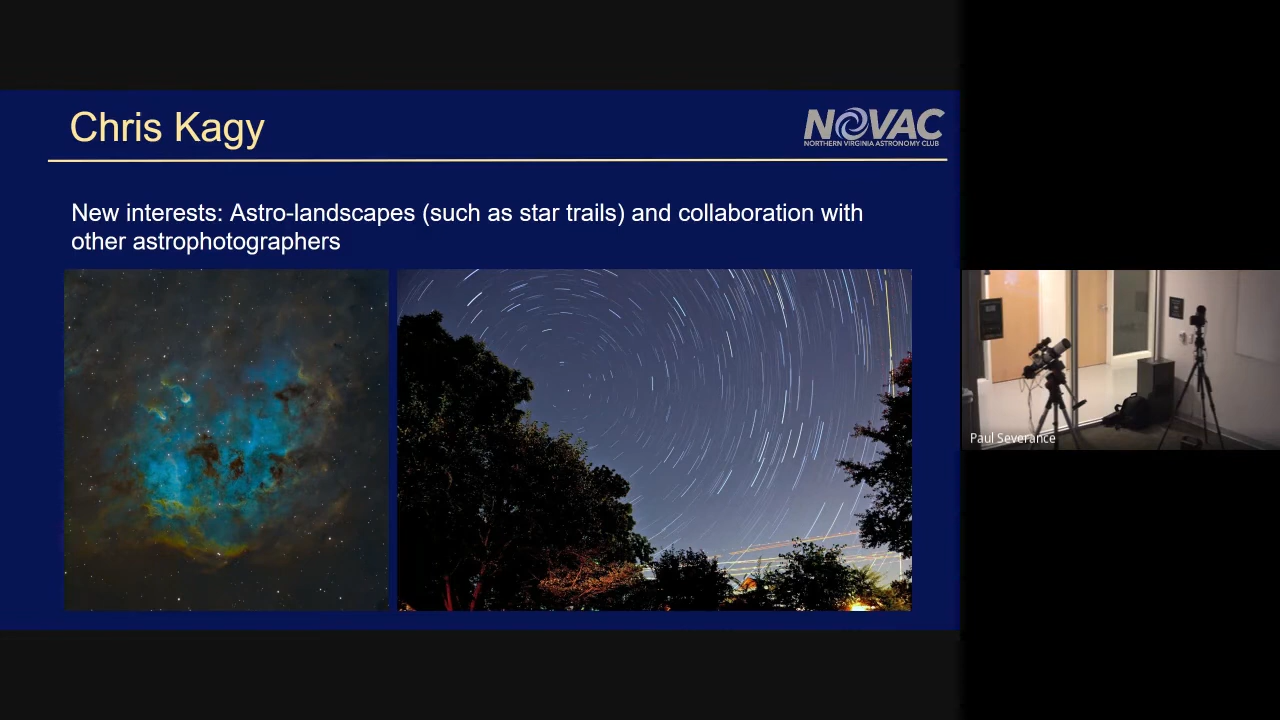 Chris Kagy
NOVAC
NORTHERN VIRGINIA ASTRONOMY CLUB
New interests: Astro-landscapes (such as star trails) and collaboration with
other astrophotographers
Paul Severance